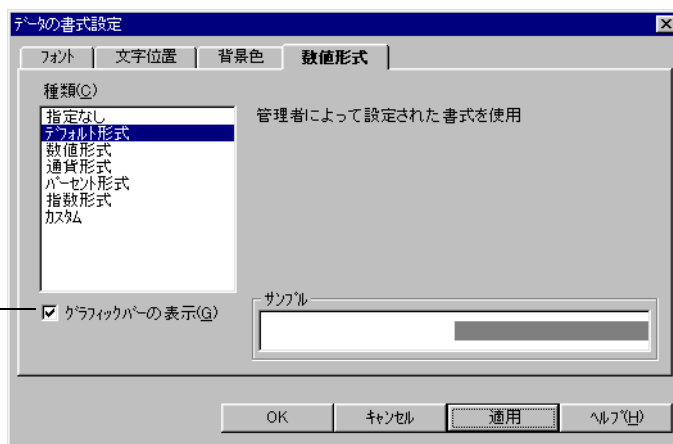 ﾃﾞｰﾀの書式設定
ﾌｫﾝﾄ 文字位置 背景色 数値形式
種類(C)
指定なし
ﾃﾞﾌｫﾙﾄ形式
数値形式
通貨形式
ﾊﾟｰｾﾝﾄ形式
指数形式
ｶｽﾀﾑ
管理者によって設定された書式を使用
ｸﾞﾗﾌｨｯｸﾊﾞｰの表示(G)
ｻﾝﾌﾟﾙ
OK ｷｬﾝｾﾙ 適用 ﾍﾙﾌﾟ(H)